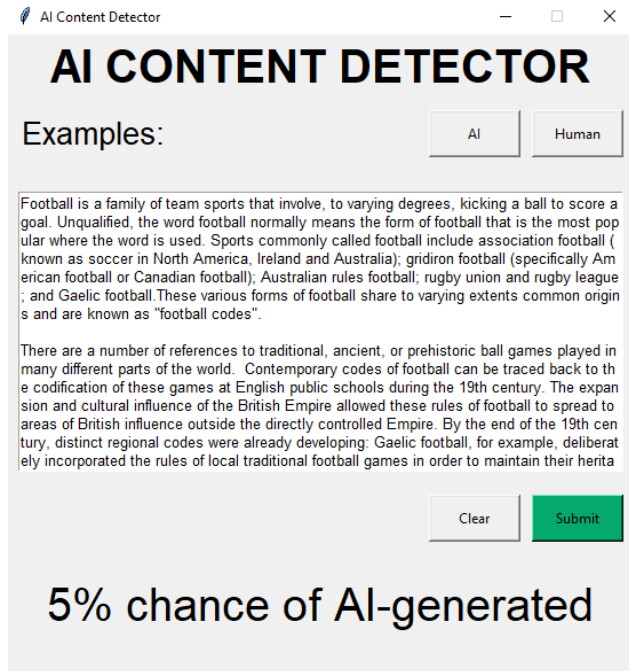 AI Content Detector
AI CONTENT DETECTOR
Examples:
AI
Human
Football is a family of team sports that involve, to varying degrees, kicking a ball to score a
goal. Unqualified, the word football normally means the form of football that is the most pop
ular where the word is used. Sports commonly called football include association football (
known as soccer in North America, Ireland and Australia); gridiron football (specifically Am
erican football or Canadian football); Australian rules football; rugby union and rugby league
; and Gaelic football.These various forms of football share to varying extents common origin
s and are known as "football codes".
There are a number of references to traditional, ancient, or prehistoric ball games played in
many different parts of the world.  Contemporary codes of football can be traced back to th
e codification of these games at English public schools during the 19th century. The expan
sion and cultural influence of the British Empire allowed these rules of football to spread to
areas of British influence outside the directly controlled Empire. By the end of the 19th cen
tury, distinct regional codes were already developing: Gaelic football, for example, deliberat
ely incorporated the rules of local traditional football games in order to maintain their herita
Clear
Submit
5% chance of AI-generated